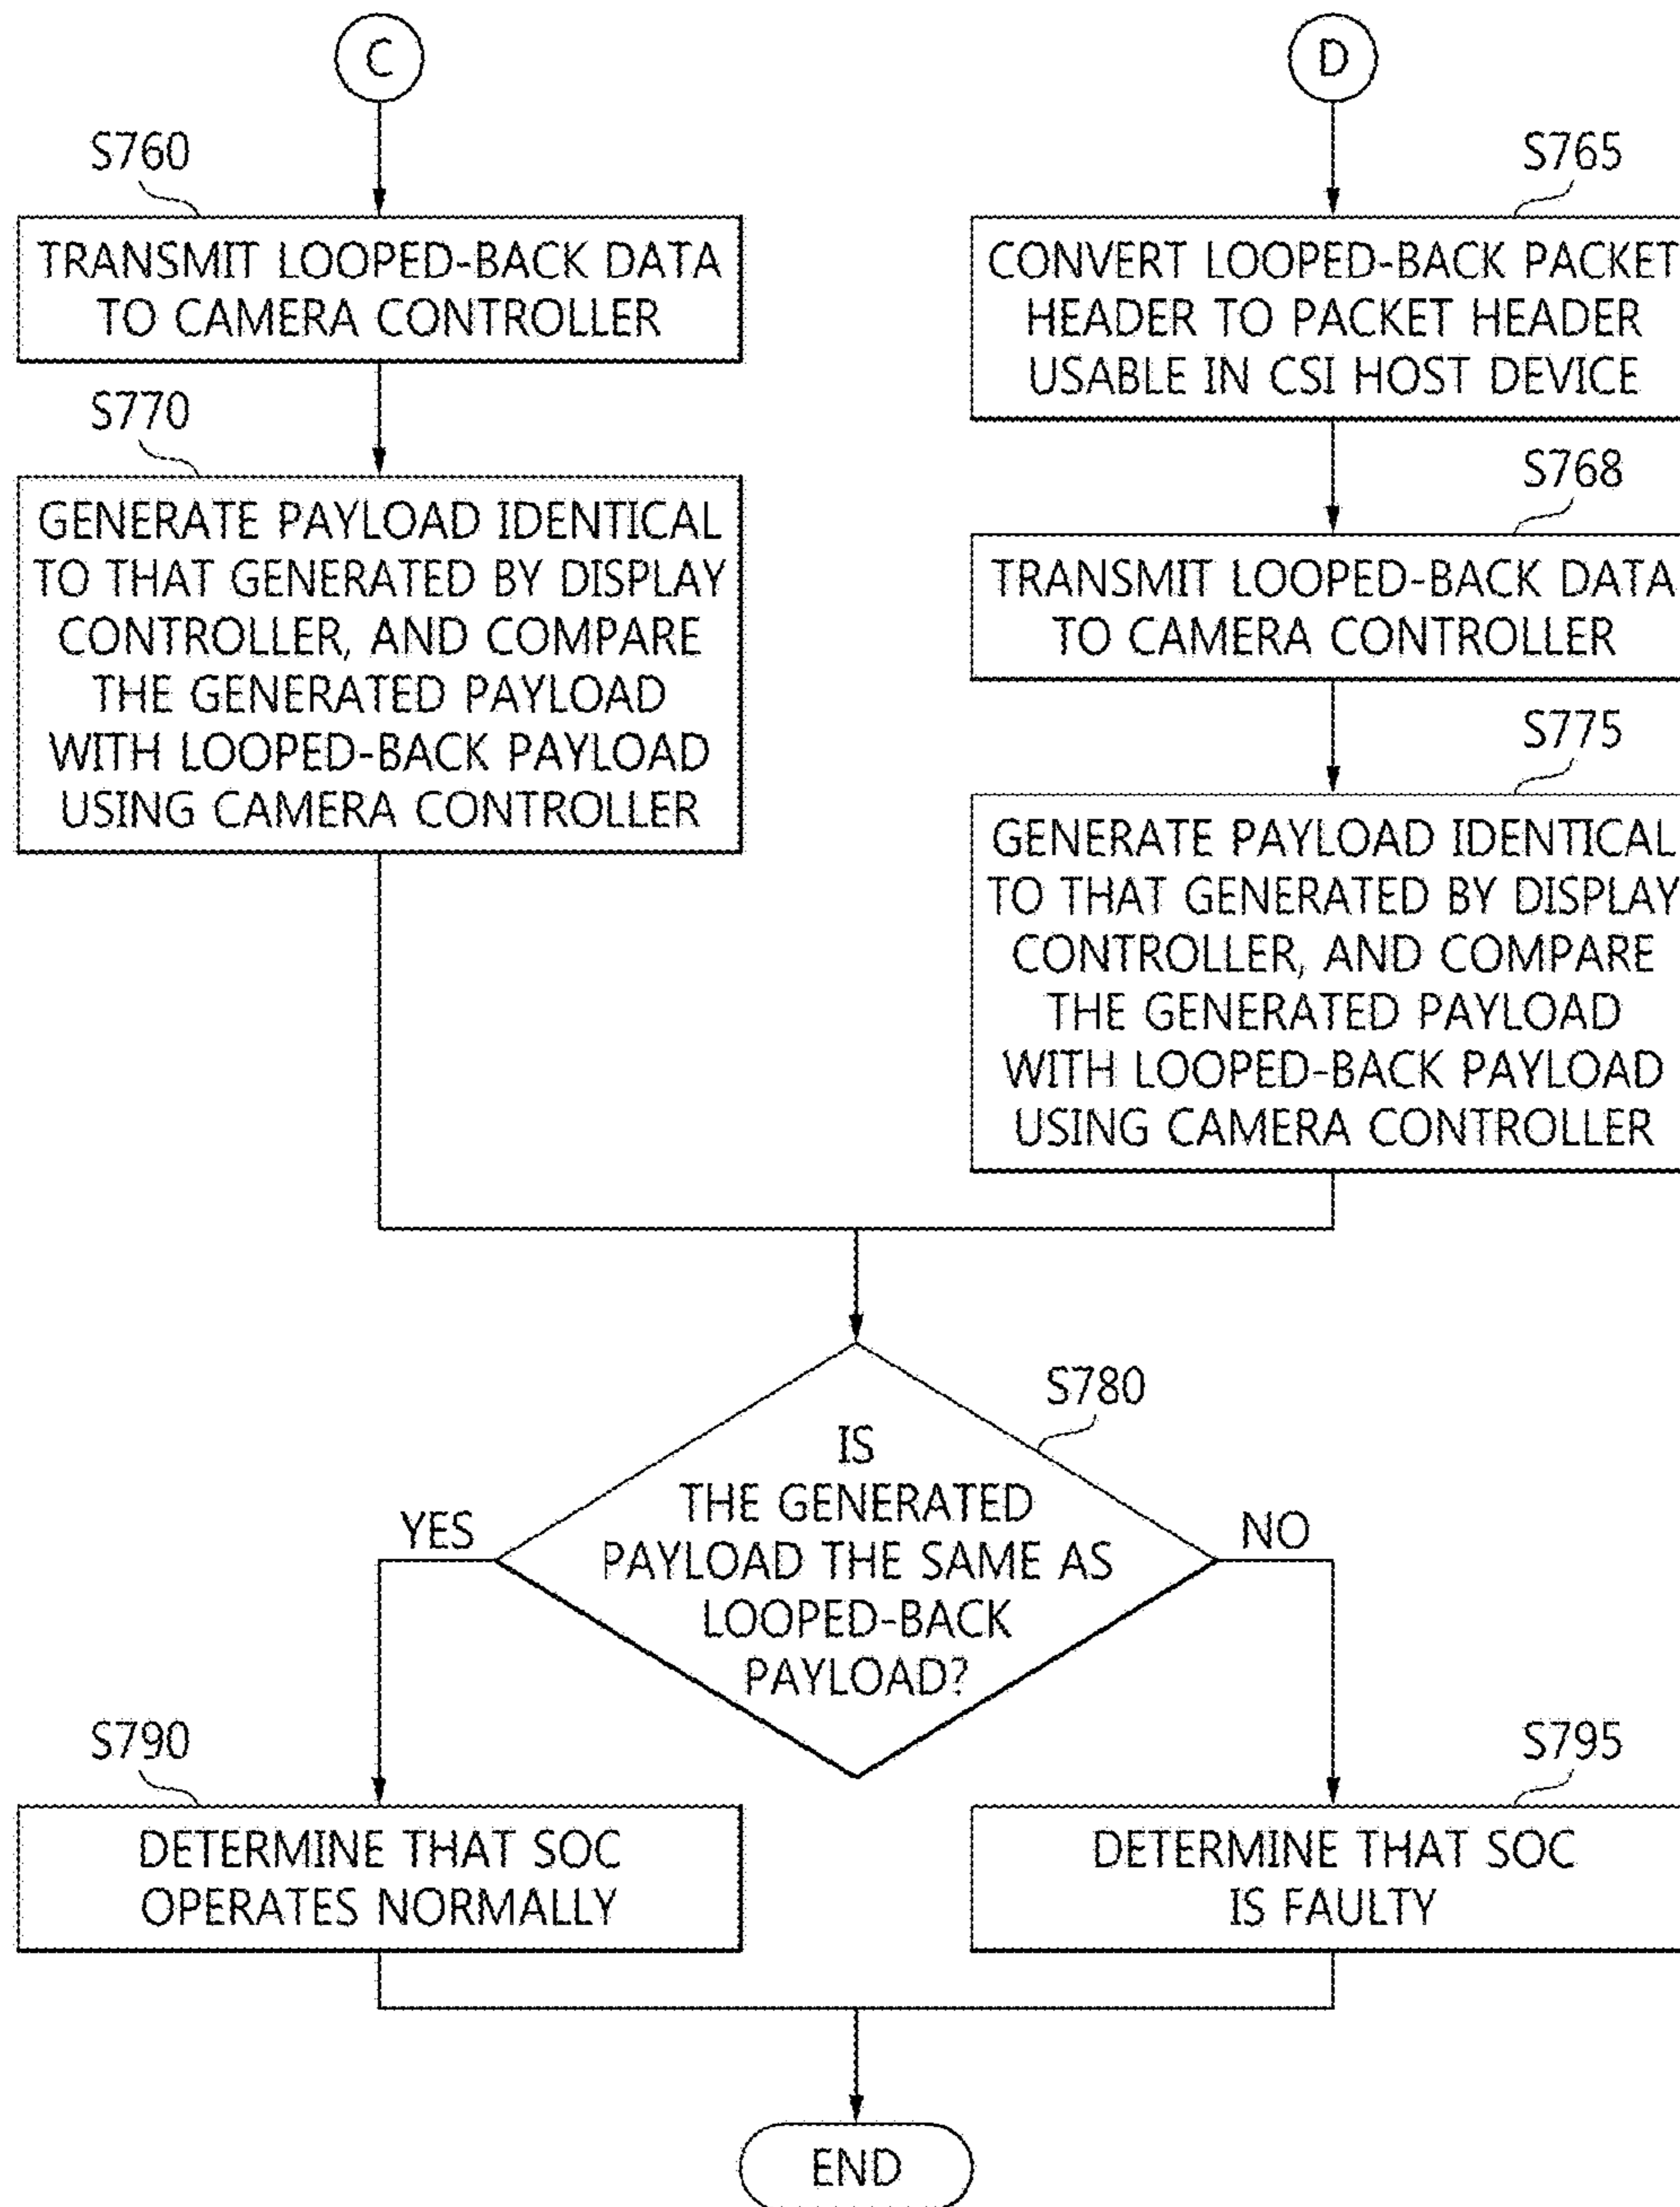 C
S760
TRANSMIT LOOPED-BACK DATA
TO CAMERA CONTROLLER
S770
GENERATE PAYLOAD IDENTICAL
TO THAT GENERATED BY DISPLAY
CONTROLLER, AND COMPARE
THE GENERATED PAYLOAD
WITH LOOPED-BACK PAYLOAD
USING CAMERA CONTROLLER
D
S765
CONVERT LOOPED-BACK PACKET
HEADER TO PACKET HEADER
USABLE IN CSI HOST DEVICE
S768
TRANSMIT LOOPED-BACK DATA
TO CAMERA CONTROLLER
S775
GENERATE PAYLOAD IDENTICAL
TO THAT GENERATED BY DISPLAY
CONTROLLER, AND COMPARE
THE GENERATED PAYLOAD
WITH LOOPED-BACK PAYLOAD
USING CAMERA CONTROLLER
S780
IS
THE GENERATED
PAYLOAD THE SAME AS
LOOPED-BACK
PAYLOAD?
YES
NO
S790
DETERMINE THAT SOC
OPERATES NORMALLY
S795
DETERMINE THAT SOC
IS FAULTY
END